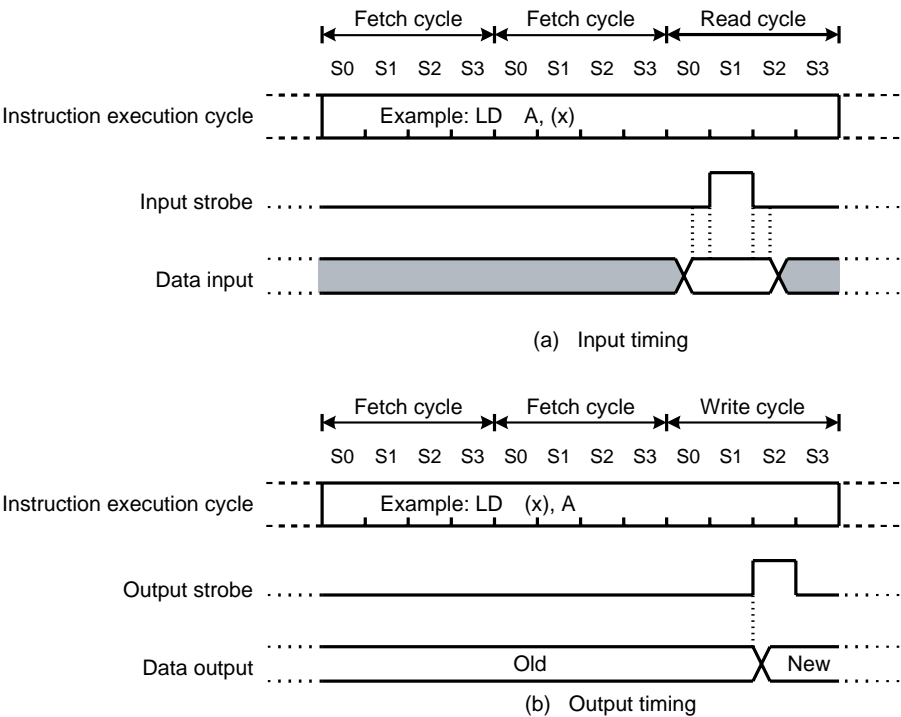 Fetch cycle Fetch cycle Read cycle
S0 S1 S2 S3 S0 S1 S2 S3 S0 S1 S2 S3
Instruction execution cycle Example: LD A, (x)
Input strobe
Data input
(a) Input timing
Fetch cycle Fetch cycle Write cycle
S0 S1 S2 S3 S0 S1 S2 S3 S0 S1 S2 S3
Instruction execution cycle Example: LD (x), A
Output strobe
Data output Old New
(b) Output timing